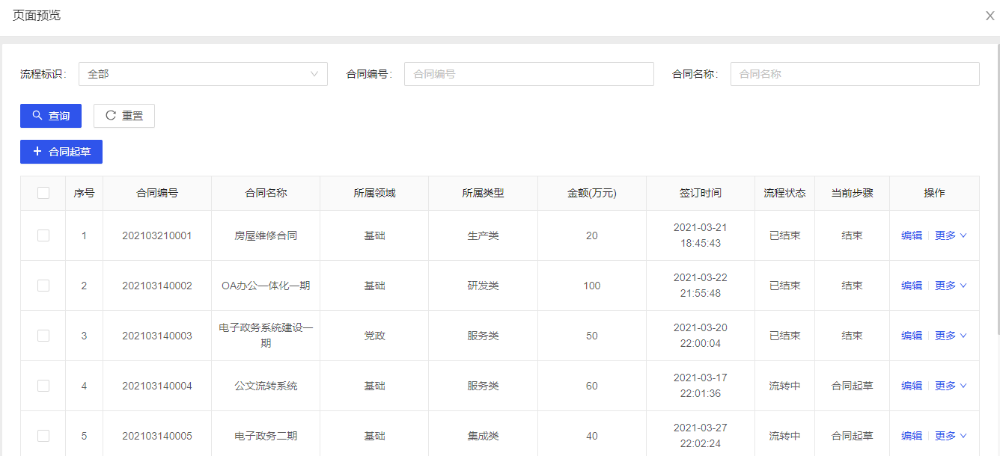 页面预览 X
流程标识: 全部 合同编号: 合同编号 合同名称: 合同名称
查询 重置
+ 合同起草
序号 合同编号 合同名称 所属领域 所属类型 金额(万元) 签订时间 流程状态 当前步骤 操作
1 202103210001 房屋维修合同 基础 生产类 20 2021-03-21 18:45:43 已结束 结束 编辑 更多
2 202103140002 OA办公一体化一期 基础 研发类 100 2021-03-22 21:55:48 已结束 结束 编辑 更多
3 202103140003 电子政务系统建设一期 党政 服务类 50 2021-03-20 22:00:04 已结束 结束 编辑 更多
4 202103140004 公文流转系统 基础 服务类 60 2021-03-17 22:01:36 流转中 合同起草 编辑 更多
5 202103140005 电子政务二期 基础 集成类 40 2021-03-27 22:02:24 流转中 合同起草 编辑 更多